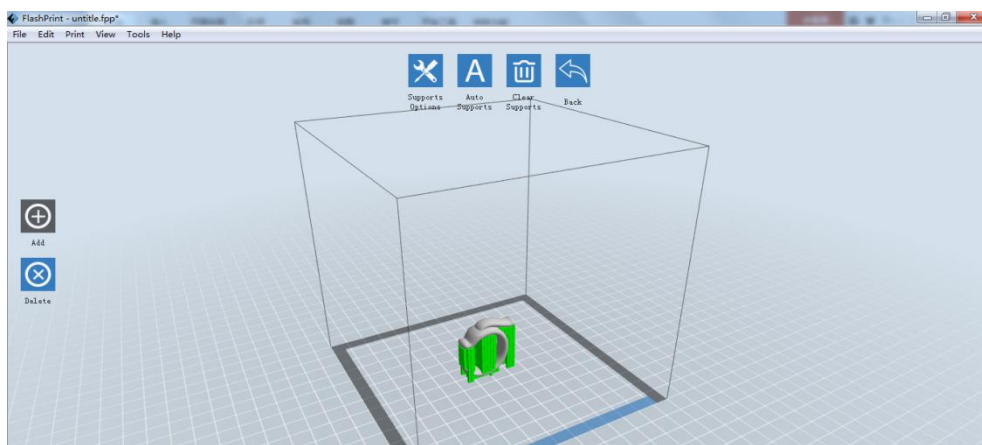 FlashPrint - untitle.fpp*
File Edit Print View Tools Help
A
Supports Options
Auto Supports
Clear Supports
Back
Add
Delete